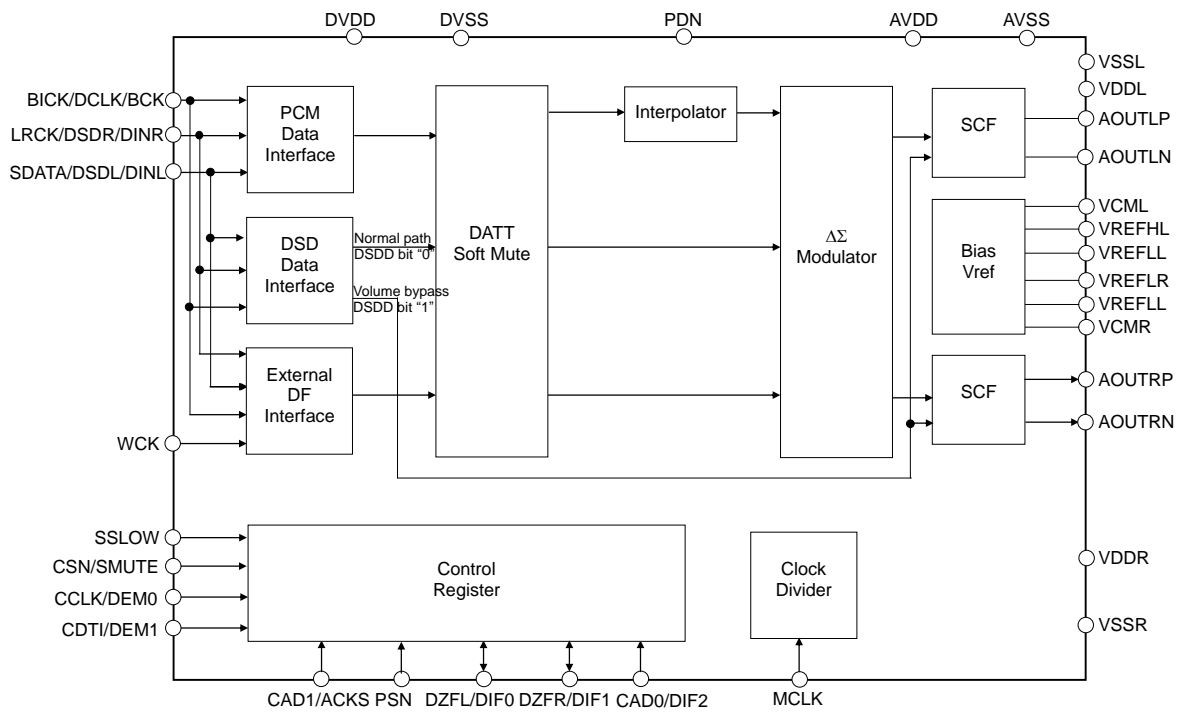 DVDD
DVSS
PDN
AVDD
AVSS
BICK/DCLK/BCK
LRCK/DSDR/DINR
SDATA/DSDL/DINL
WCK
SSLOW
CSN/SMUTE
CCLK/DEM0
CDTI/DEM1
PCM
Data
Interface
DSD
Data
Interface
External
DF
Interface
Normal path
DSDD bit “0”
Volume bypass
DSDD bit “1”
DATT
Soft Mute
Interpolator
ΔΣ
Modulator
SCF
Bias
Vref
SCF
VSSL
VDDL
AOUTLP
AOUTLN
VCML
VREFHL
VREFLL
VREFLR
VREFLL
VCMR
AOUTRP
AOUTRN
VDDR
VSSR
Control
Register
Clock
Divider
CAD1/ACKS
PSN
DZFL/DIF0
DZFR/DIF1
CAD0/DIF2
MCLK